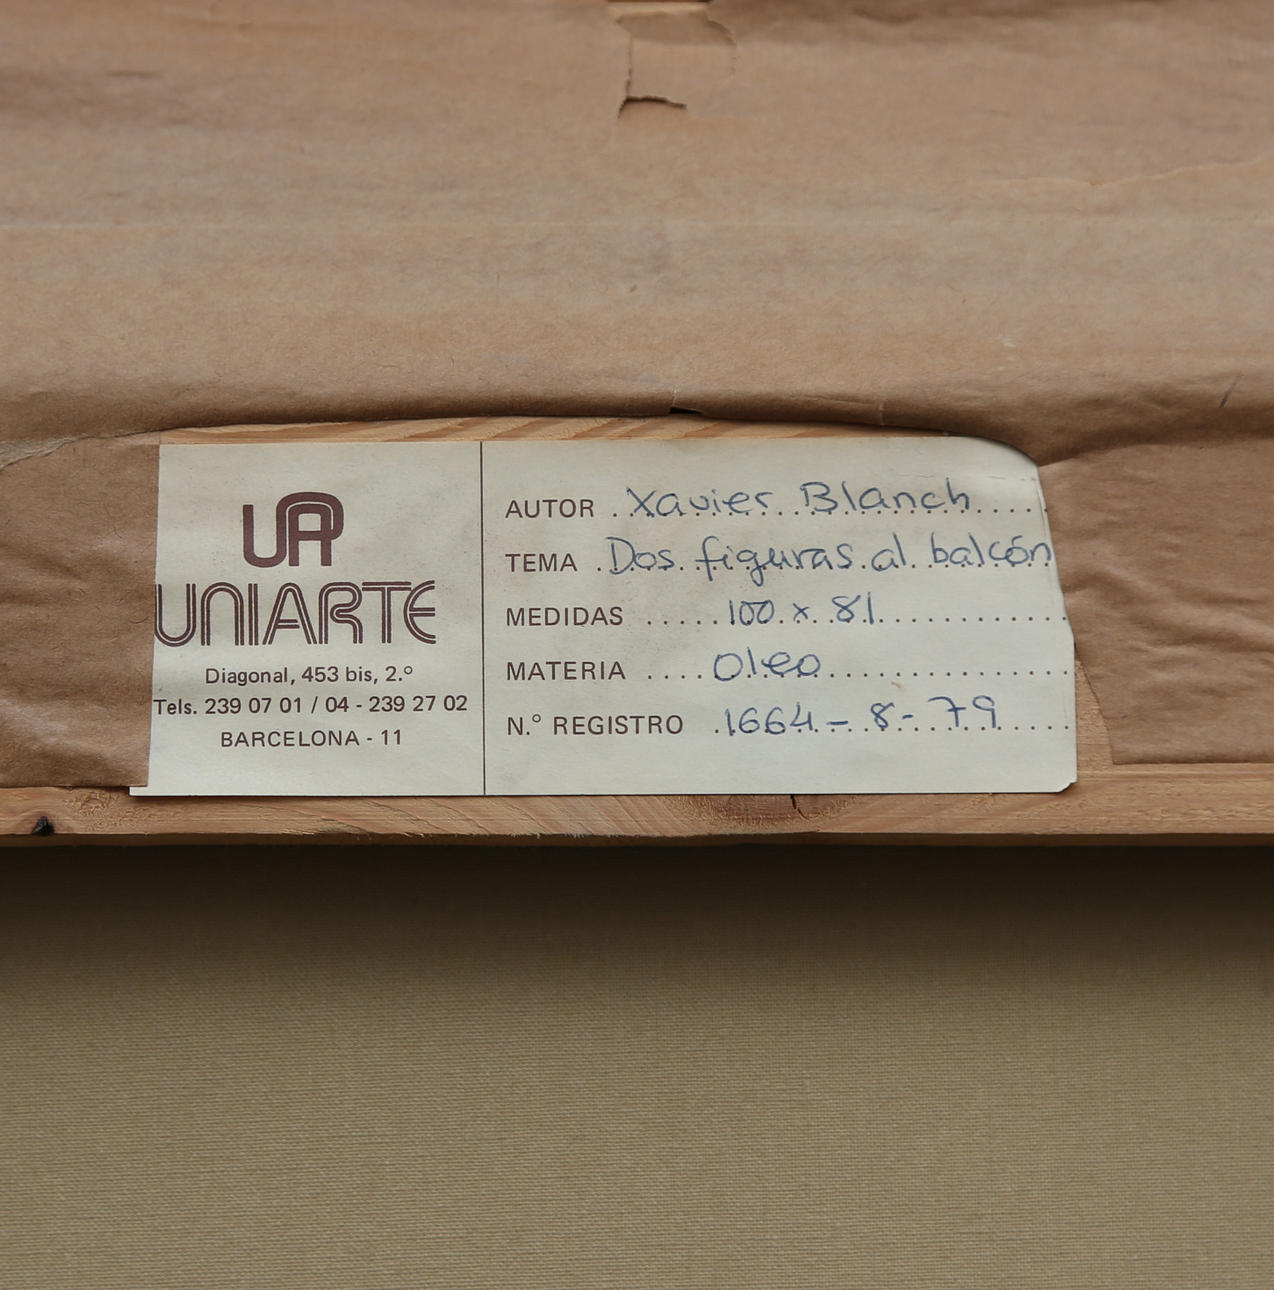 UA
UNIARTE
Diagonal, 453 bis, 2.º
Tels. 239 07 01 / 04 - 239 27 02
BARCELONA - 11
AUTOR . Xavier Blanch
TEMA . Dos figuras al balcón
MEDIDAS ..... 100 x 81
MATERIA .... Oleo
N.º REGISTRO . 1664 - 8 - 79